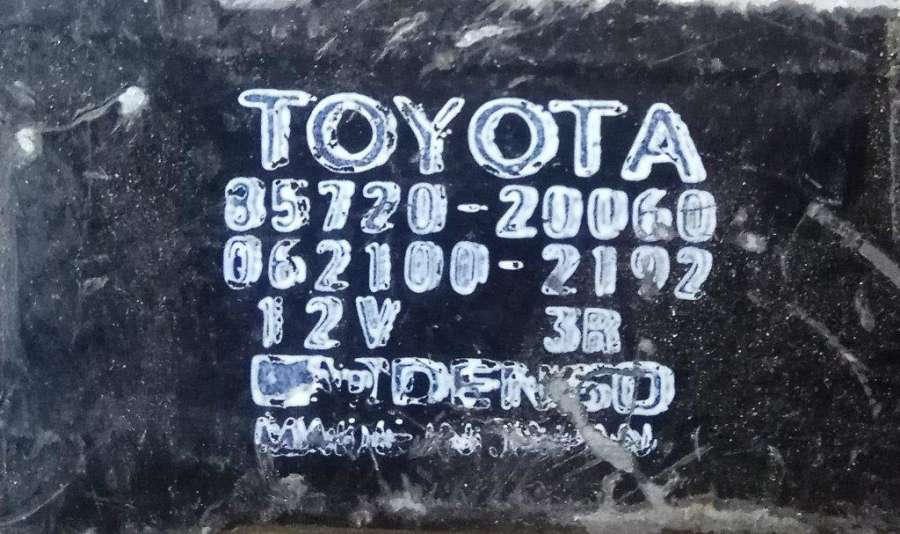 TOYOTA
85720-20060
062100-2192
12V 3R
DENSO